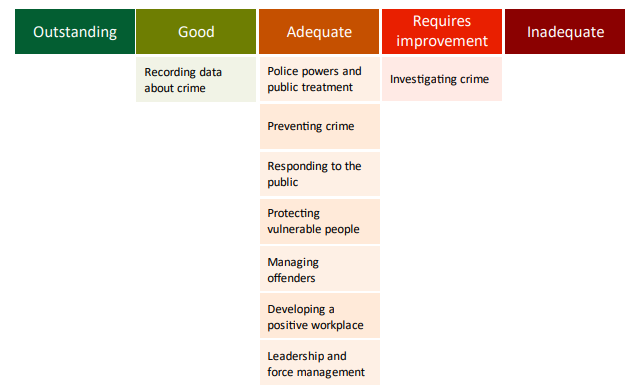 Outstanding
Good
Adequate
Requires
improvement
Inadequate
Recording data
about crime
Police powers and
public treatment
Investigating crime
Preventing crime
Responding to the
public
Protecting
vulnerable people
Managing
offenders
Developing a
positive workplace
Leadership and
force management